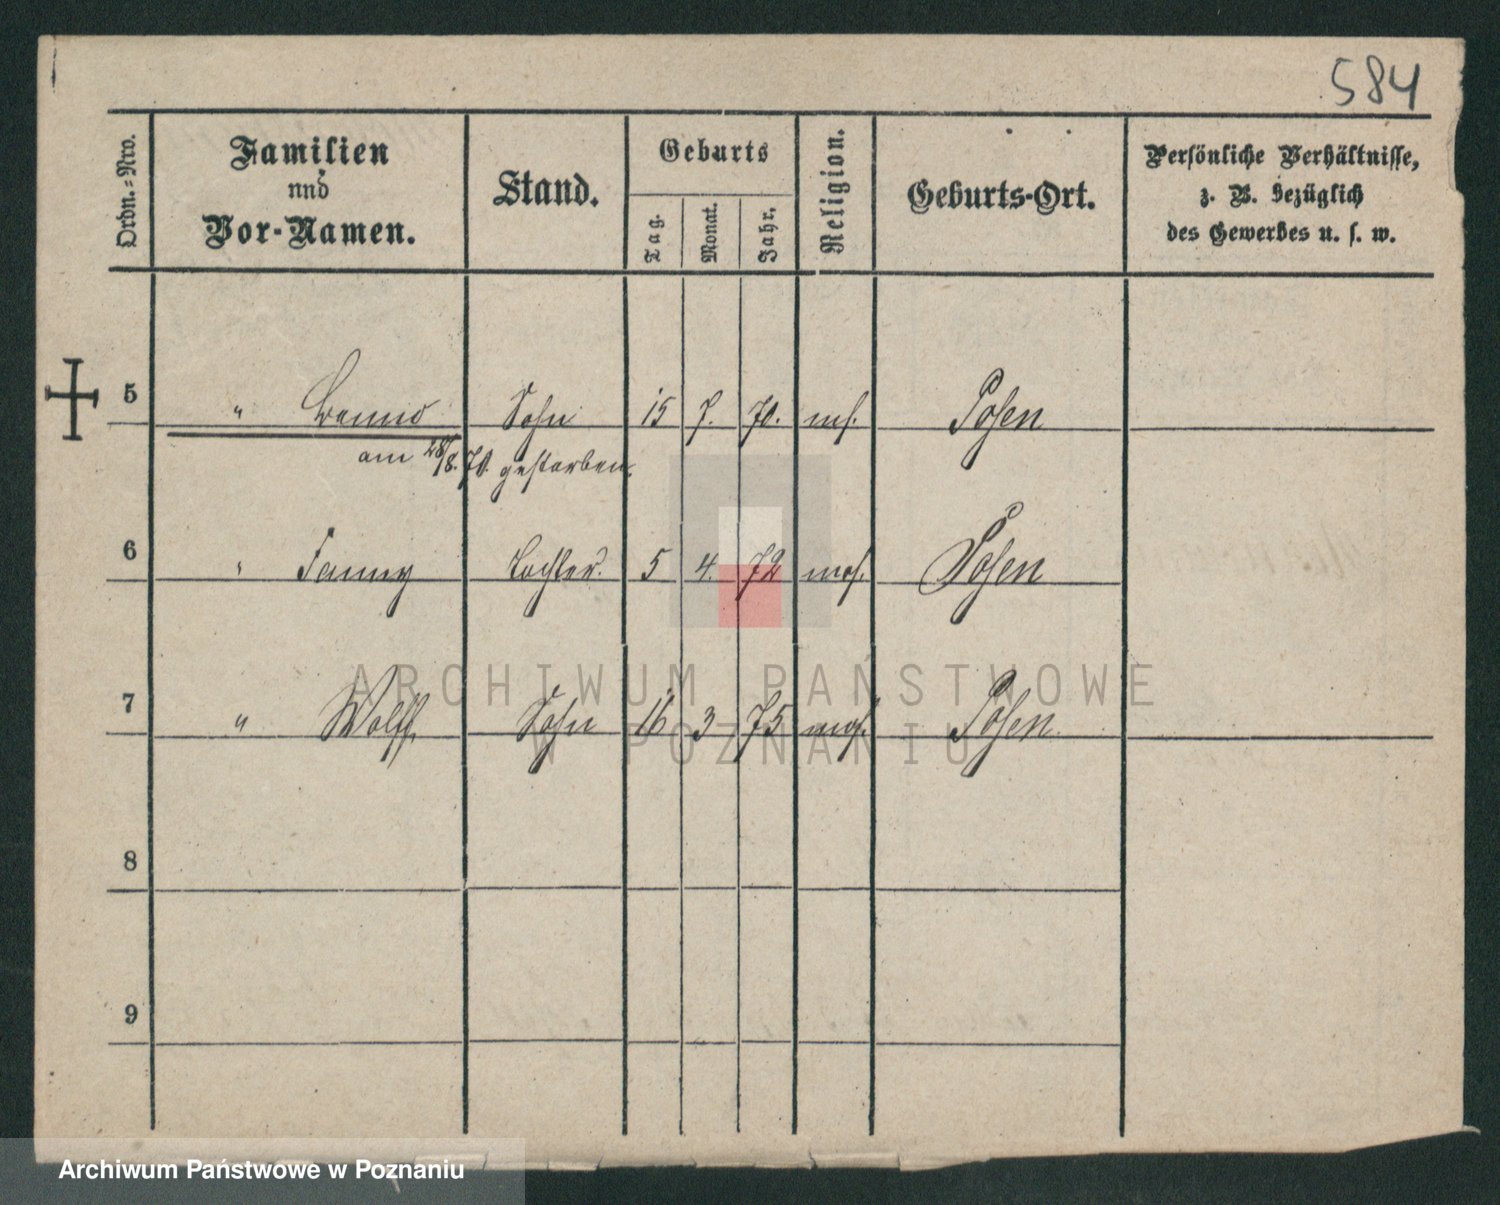 584
Ordn.=Nro.
Familien
und
Vor-Namen.
Stand.
Geburts
Tag.
Monat.
Jahr.
Religion.
Geburts-Ort.
Persönliche Verhältnisse,
z. B. bezüglich
des Gewerbes u. s. w.
5 " Benno Sohn 15 7. 70. ms. Posen
am 28/8. 70. gestorben.
6 " Fanny Tochter. 5 4. 72 mos. Posen
7 " Wolff Sohn 16 3 75 mos. Posen
8
9
ARCHIWUM PAŃSTWOWE
W POZNANIU
Archiwum Państwowe w Poznaniu